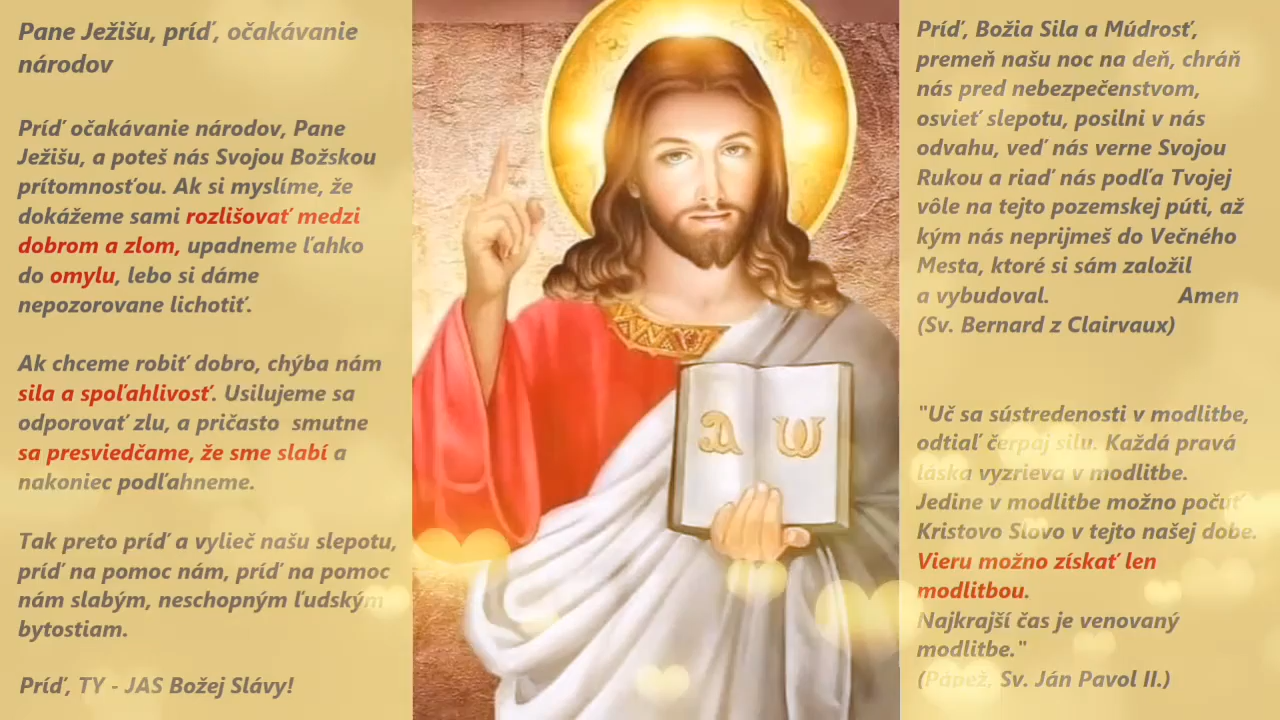 Pane Ježišu, príď, očakávanie
národov
Príď očakávanie národov, Pane
Ježišu, a poteš nás Svojou Božskou
prítomnosťou. Ak si myslíme, že
dokážeme sami rozlišovať medzi
dobrom a zlom, upadneme ľahko
do omylu, lebo si dáme
nepozorovane lichotiť.
Ak chceme robiť dobro, chýba nám
sila a spoľahlivosť. Usilujeme sa
odporovať zlu, a pričasto smutne
sa presviedčame, že sme slabí a
nakoniec podľahneme.
Tak preto príď a vylieč našu slepotu,
príď na pomoc nám, príď na pomoc
nám slabým, neschopným ľudským
bytostiam.
Príď, TY - JAS Božej Slávy!
A W
Príď, Božia Sila a Múdrosť,
premeň našu noc na deň, chráň
nás pred nebezpečenstvom,
osvieť slepotu, posilni v nás
odvahu, veď nás verne Svojou
Rukou a riaď nás podľa Tvojej
vôle na tejto pozemskej púti, až
kým nás neprijmeš do Večného
Mesta, ktoré si sám založil
a vybudoval. Amen
(Sv. Bernard z Clairvaux)
"Uč sa sústredenosti v modlitbe,
odtiaľ čerpaj silu. Každá pravá
láska vyzrieva v modlitbe.
Jedine v modlitbe možno počuť
Kristovo Slovo v tejto našej dobe.
Vieru možno získať len
modlitbou.
Najkrajší čas je venovaný
modlitbe."
(Pápež, Sv. Ján Pavol II.)